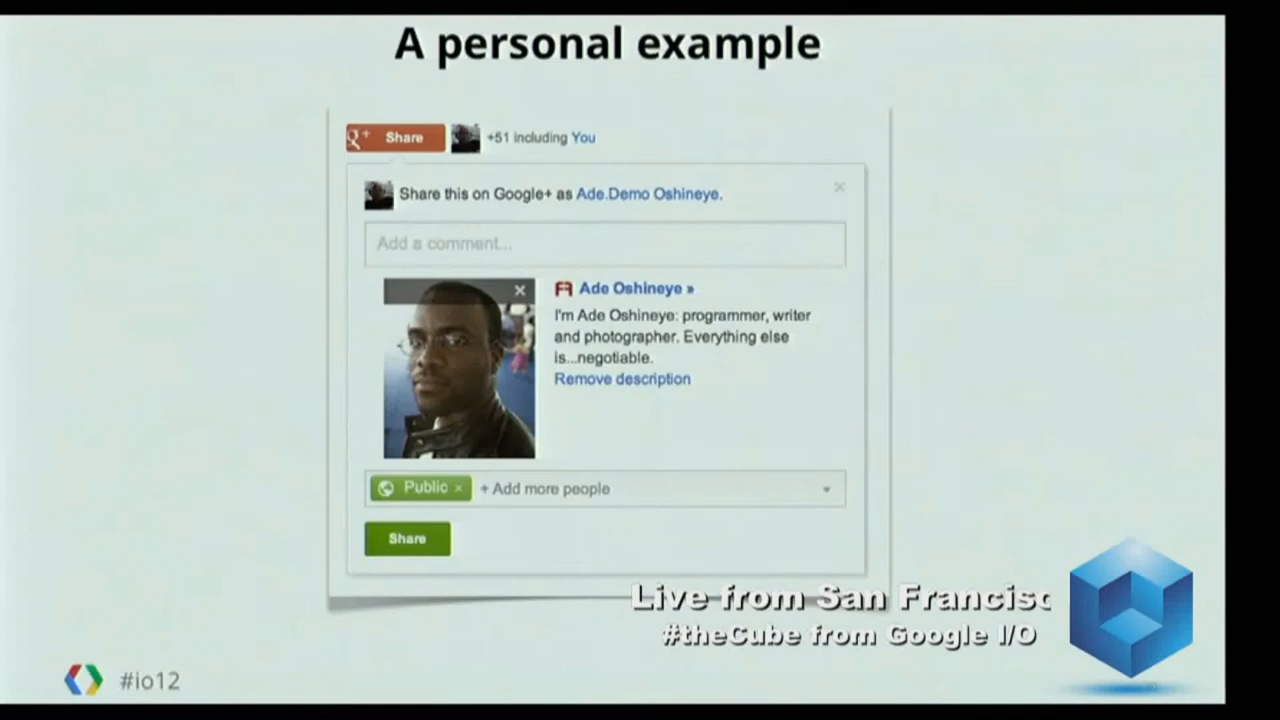 A personal example
g+ Share +51 including You
Share this on Google+ as Ade.Demo Oshineye.
Add a comment...
Ade Oshineye »
I'm Ade Oshineye: programmer, writer
and photographer. Everything else
is...negotiable.
Remove description
Public × + Add more people
Share
Live from San Francisc
#theCube from Google I/O
#io12